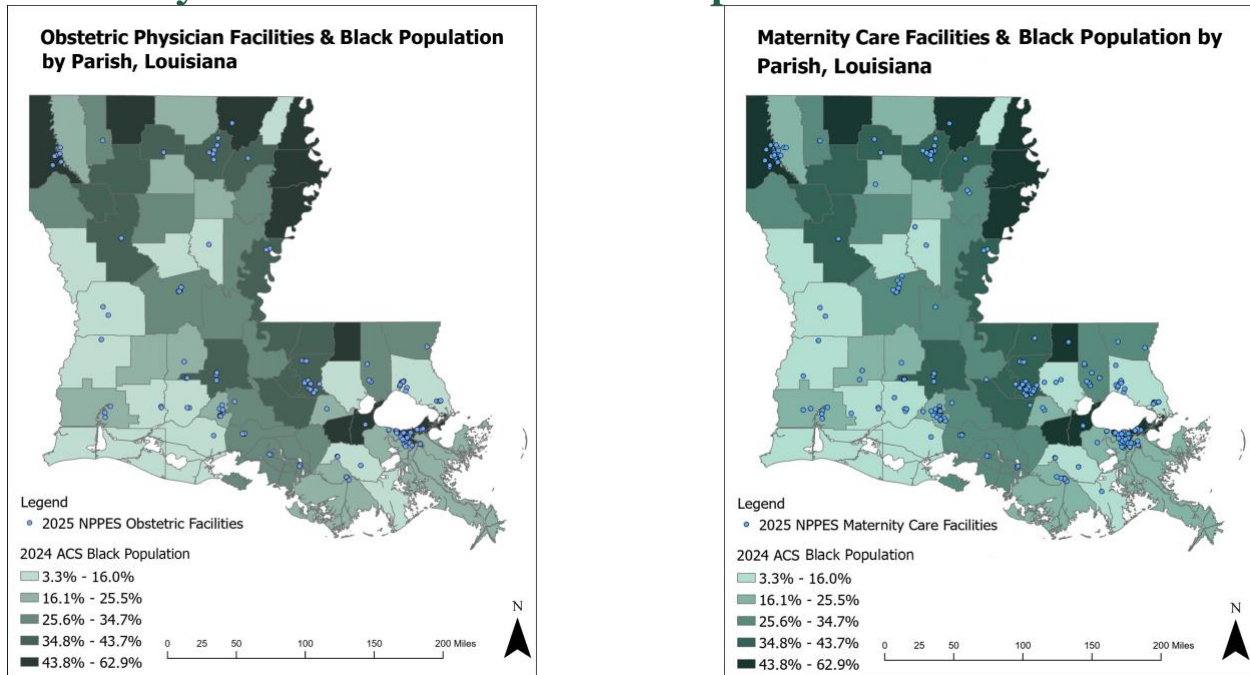 Obstetric Physician Facilities & Black Population
by Parish, Louisiana
Legend
2025 NPPES Obstetric Facilities
2024 ACS Black Population
3.3% - 16.0%
16.1% - 25.5%
25.6% - 34.7%
34.8% - 43.7%
43.8% - 62.9%
0 25 50 100 150 200 Miles
N
Maternity Care Facilities & Black Population by
Parish, Louisiana
Legend
2025 NPPES Maternity Care Facilities
2024 ACS Black Population
3.3% - 16.0%
16.1% - 25.5%
25.6% - 34.7%
34.8% - 43.7%
43.8% - 62.9%
0 25 50 100 150 200 Miles
N